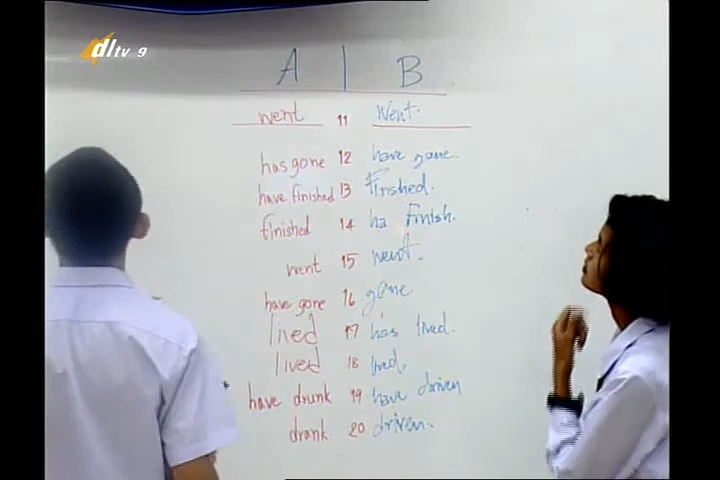 dltv 9
A | B
went 11 Went.
has gone 12 have gone.
have finished 13 Finshed.
finished 14 ha Finish.
went 15 went.
have gone 16 gone
lived 17 has lived.
lived 18 lived.
have drunk 19 have driven
drank 20 driven.